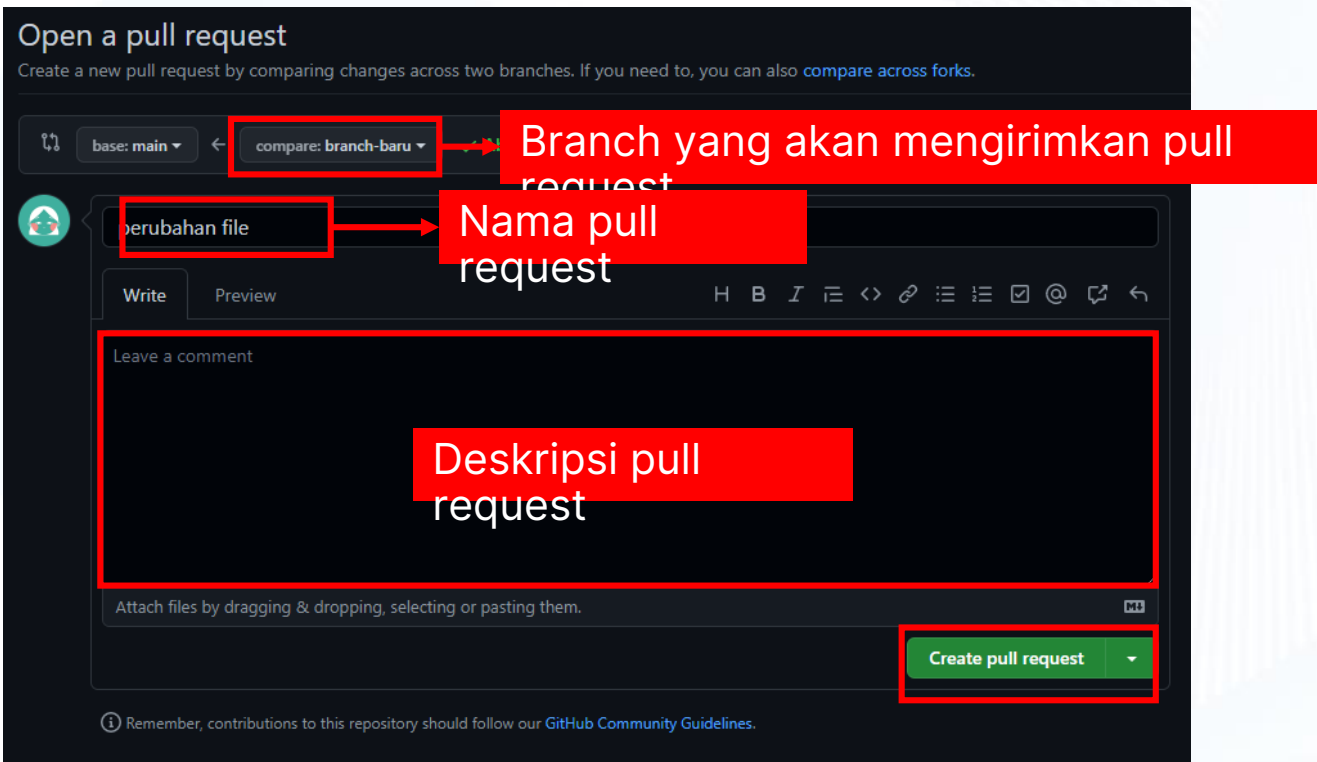 Open a pull request
Create a new pull request by comparing changes across two branches. If you need to, you can also compare across forks.
base: main
compare: branch-baru
Branch yang akan mengirimkan pull
request
perubahan file
Nama pull
request
Write Preview
H B I <> @
Leave a comment
Deskripsi pull
request
Attach files by dragging & dropping, selecting or pasting them.
Create pull request
Remember, contributions to this repository should follow our GitHub Community Guidelines.